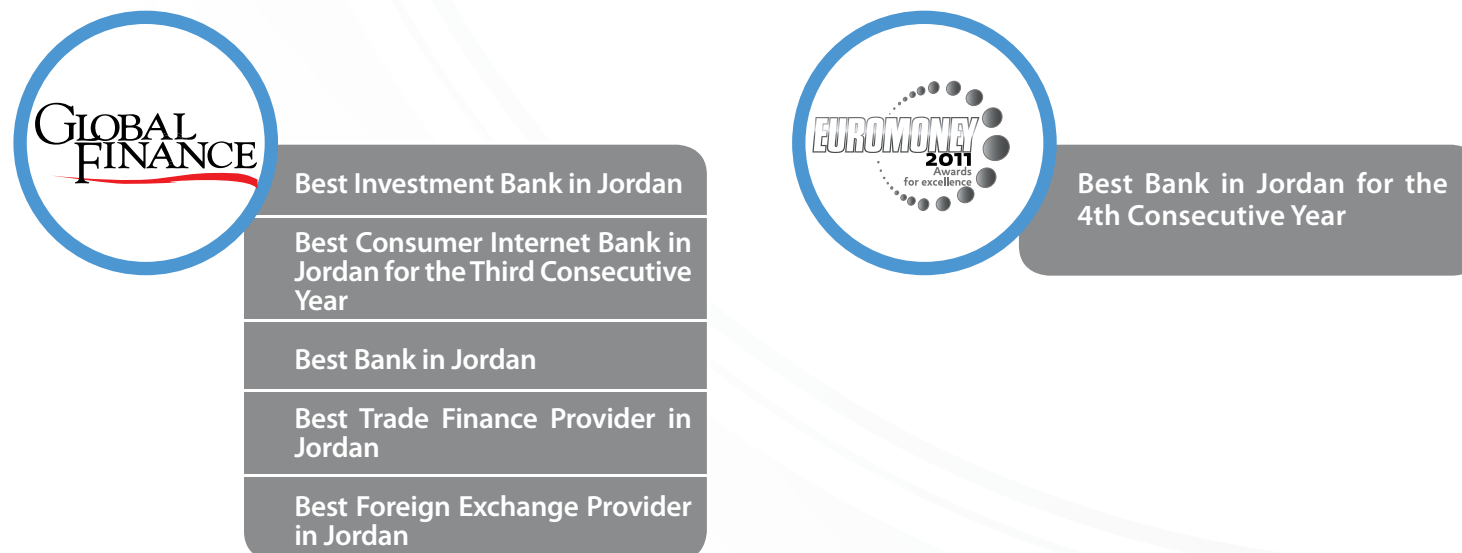 GLOBAL
FINANCE
Best Investment Bank in Jordan
Best Consumer Internet Bank in
Jordan for the Third Consecutive
Year
Best Bank in Jordan
Best Trade Finance Provider in
Jordan
Best Foreign Exchange Provider
in Jordan
EUROMONEY
2011
Awards
for excellence
Best Bank in Jordan for the
4th Consecutive Year